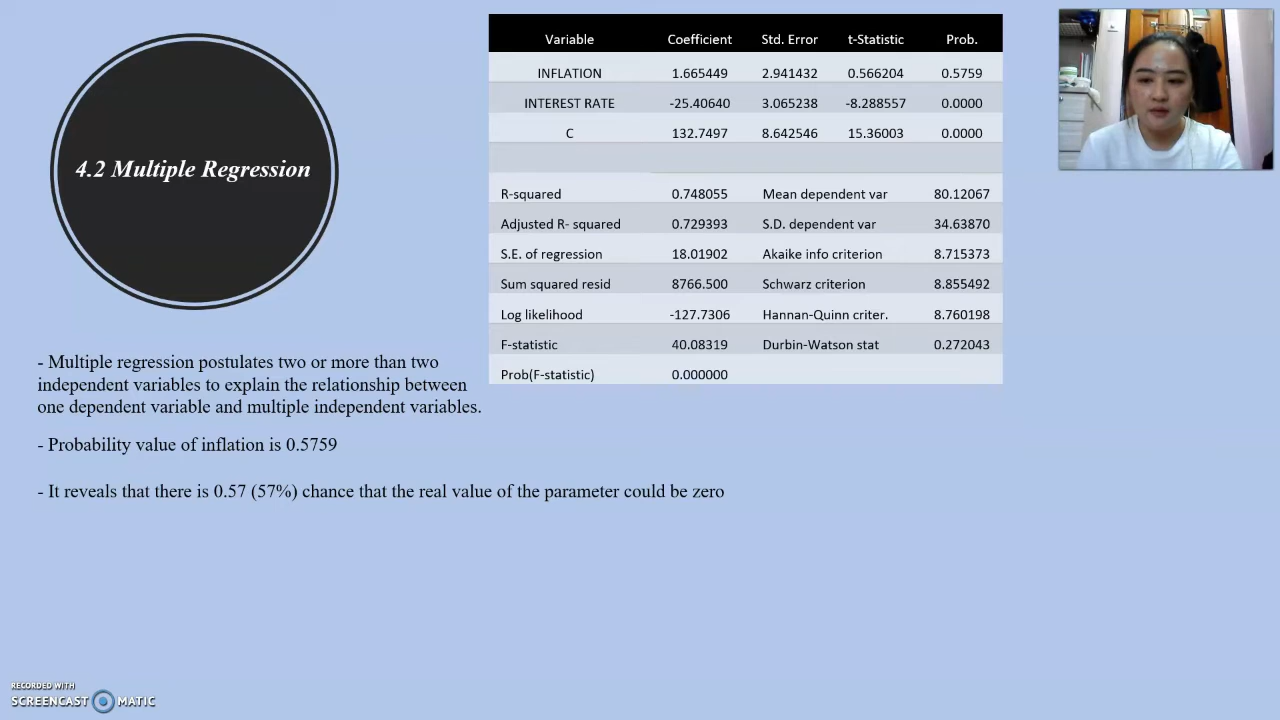 4.2 Multiple Regression
Variable Coefficient Std. Error t-Statistic Prob.
INFLATION 1.665449 2.941432 0.566204 0.5759
INTEREST RATE -25.40640 3.065238 -8.288557 0.0000
C 132.7497 8.642546 15.36003 0.0000
R-squared 0.748055 Mean dependent var 80.12067
Adjusted R- squared 0.729393 S.D. dependent var 34.63870
S.E. of regression 18.01902 Akaike info criterion 8.715373
Sum squared resid 8766.500 Schwarz criterion 8.855492
Log likelihood -127.7306 Hannan-Quinn criter. 8.760198
F-statistic 40.08319 Durbin-Watson stat 0.272043
Prob(F-statistic) 0.000000
- Multiple regression postulates two or more than two
independent variables to explain the relationship between
one dependent variable and multiple independent variables.
- Probability value of inflation is 0.5759
- It reveals that there is 0.57 (57%) chance that the real value of the parameter could be zero
RECORDED WITH
SCREENCAST MATIC